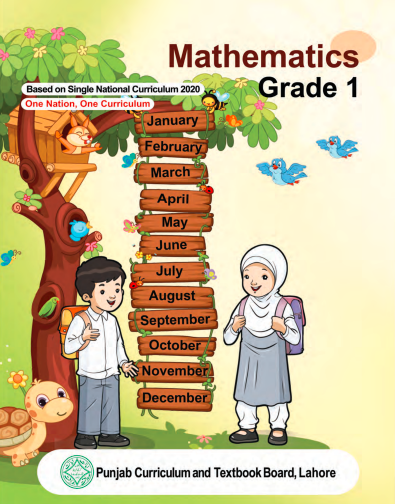 Mathematics
Grade 1
Based on Single National Curriculum 2020
One Nation, One Curriculum
January
February
March
April
May
June
July
August
September
October
November
December
Punjab Curriculum and Textbook Board, Lahore